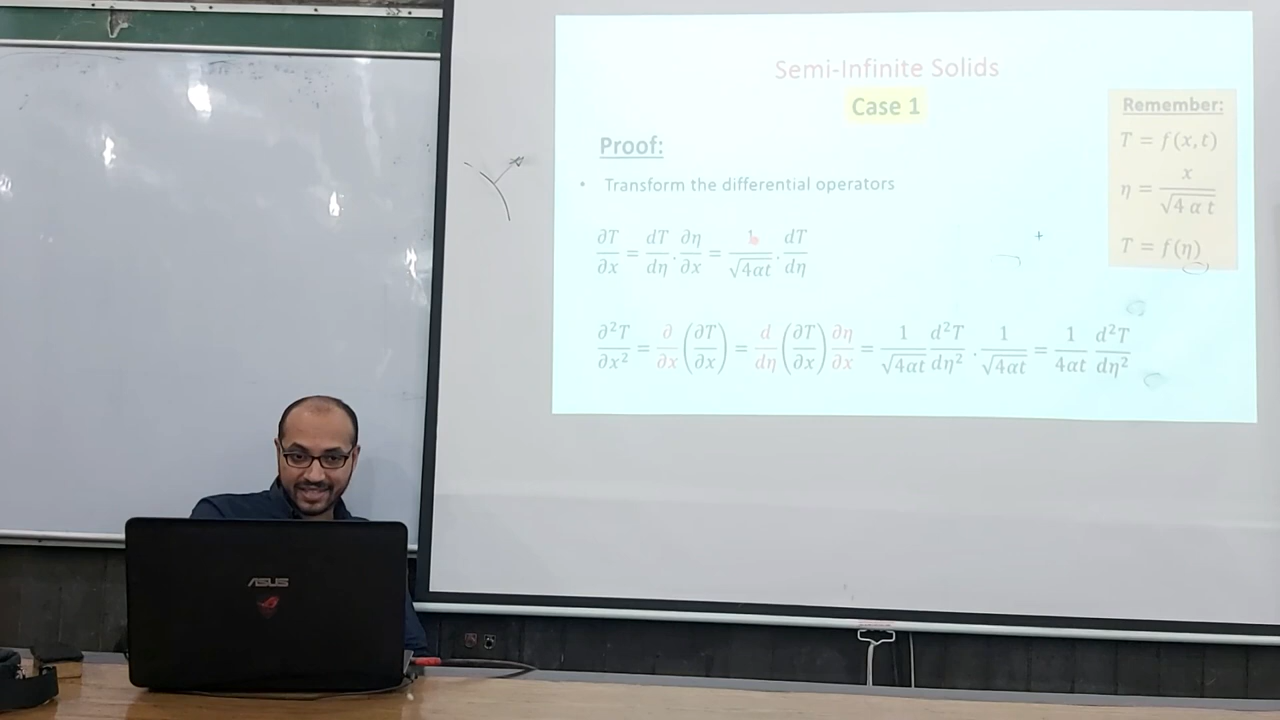 Semi-Infinite Solids
Case 1
Proof:
• Transform the differential operators
∂T/∂x = dT/dη . ∂η/∂x = 1/√4αt . dT/dη
∂²T/∂x² = ∂/∂x (∂T/∂x) = d/dη (∂T/∂x) ∂η/∂x = 1/√4αt d²T/dη² . 1/√4αt = 1/4αt d²T/dη²
Remember:
T = f(x, t)
η = x/√4 α t
T = f(η)
ASUS